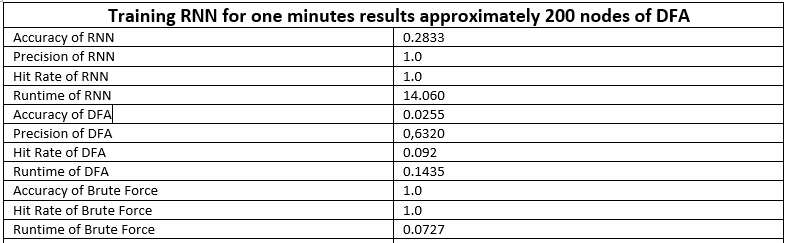 Training RNN for one minutes results approximately 200 nodes of DFA
Accuracy of RNN 0.2833
Precision of RNN 1.0
Hit Rate of RNN 1.0
Runtime of RNN 14.060
Accuracy of DFA 0.0255
Precision of DFA 0,6320
Hit Rate of DFA 0.092
Runtime of DFA 0.1435
Accuracy of Brute Force 1.0
Hit Rate of Brute Force 1.0
Runtime of Brute Force 0.0727